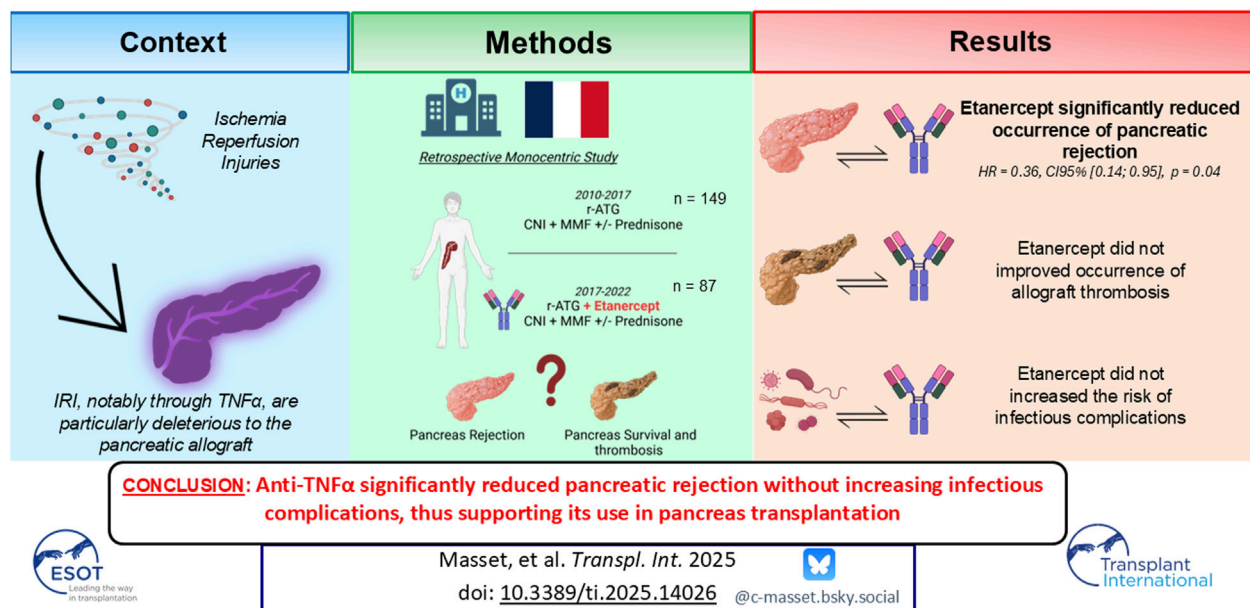 Context
Ischemia
Reperfusion
Injuries
IRI, notably through TNFα, are
particularly deleterious to the
pancreatic allograft
Methods
H
Retrospective Monocentric Study
2010-2017
n = 149
r-ATG
CNI + MMF +/- Prednisone
2017-2022
n = 87
r-ATG + Etanercept
CNI + MMF +/- Prednisone
?
Pancreas Rejection
Pancreas Survival and
thrombosis
Results
Etanercept significantly reduced
occurrence of pancreatic
rejection
HR = 0.36, CI95% [0.14; 0.95], p = 0.04
Etanercept did not
improved occurrence of
allograft thrombosis
Etanercept did not
increased the risk of
infectious complications
CONCLUSION: Anti-TNFα significantly reduced pancreatic rejection without increasing infectious
complications, thus supporting its use in pancreas transplantation
ESOT
Leading the way
in transplantation
Masset, et al. Transpl. Int. 2025
doi: 10.3389/ti.2025.14026
@c-masset.bsky.social
Transplant
International